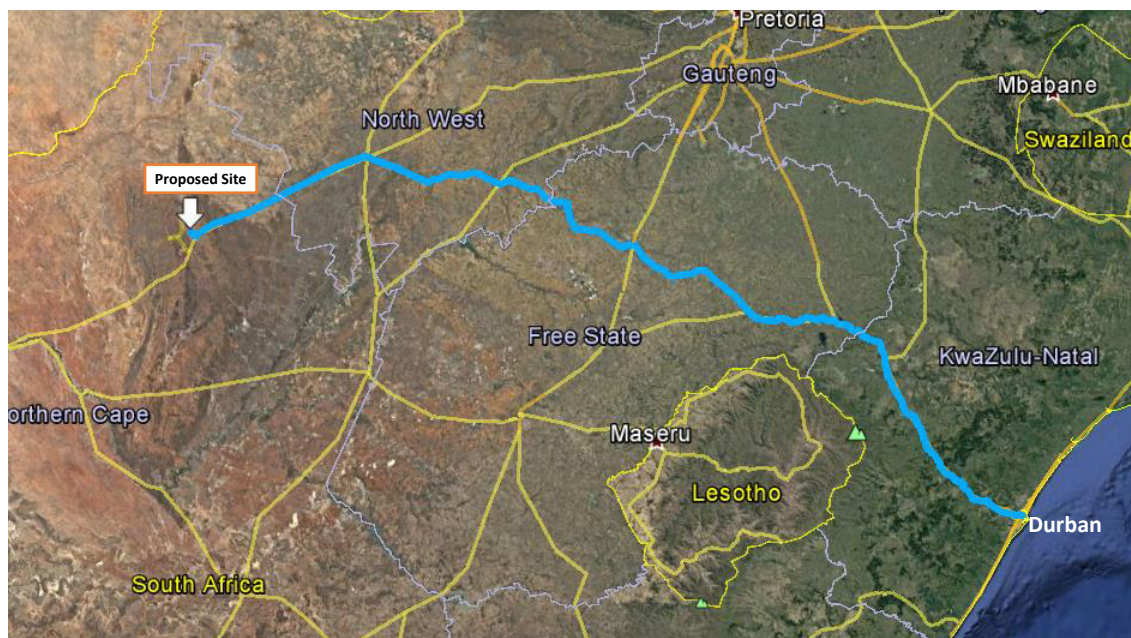 Pretoria
Gauteng
Mbabane
North West
Swaziland
Proposed Site
Free State
KwaZulu-Natal
orthern Cape
Maseru
Lesotho
Durban
South Africa